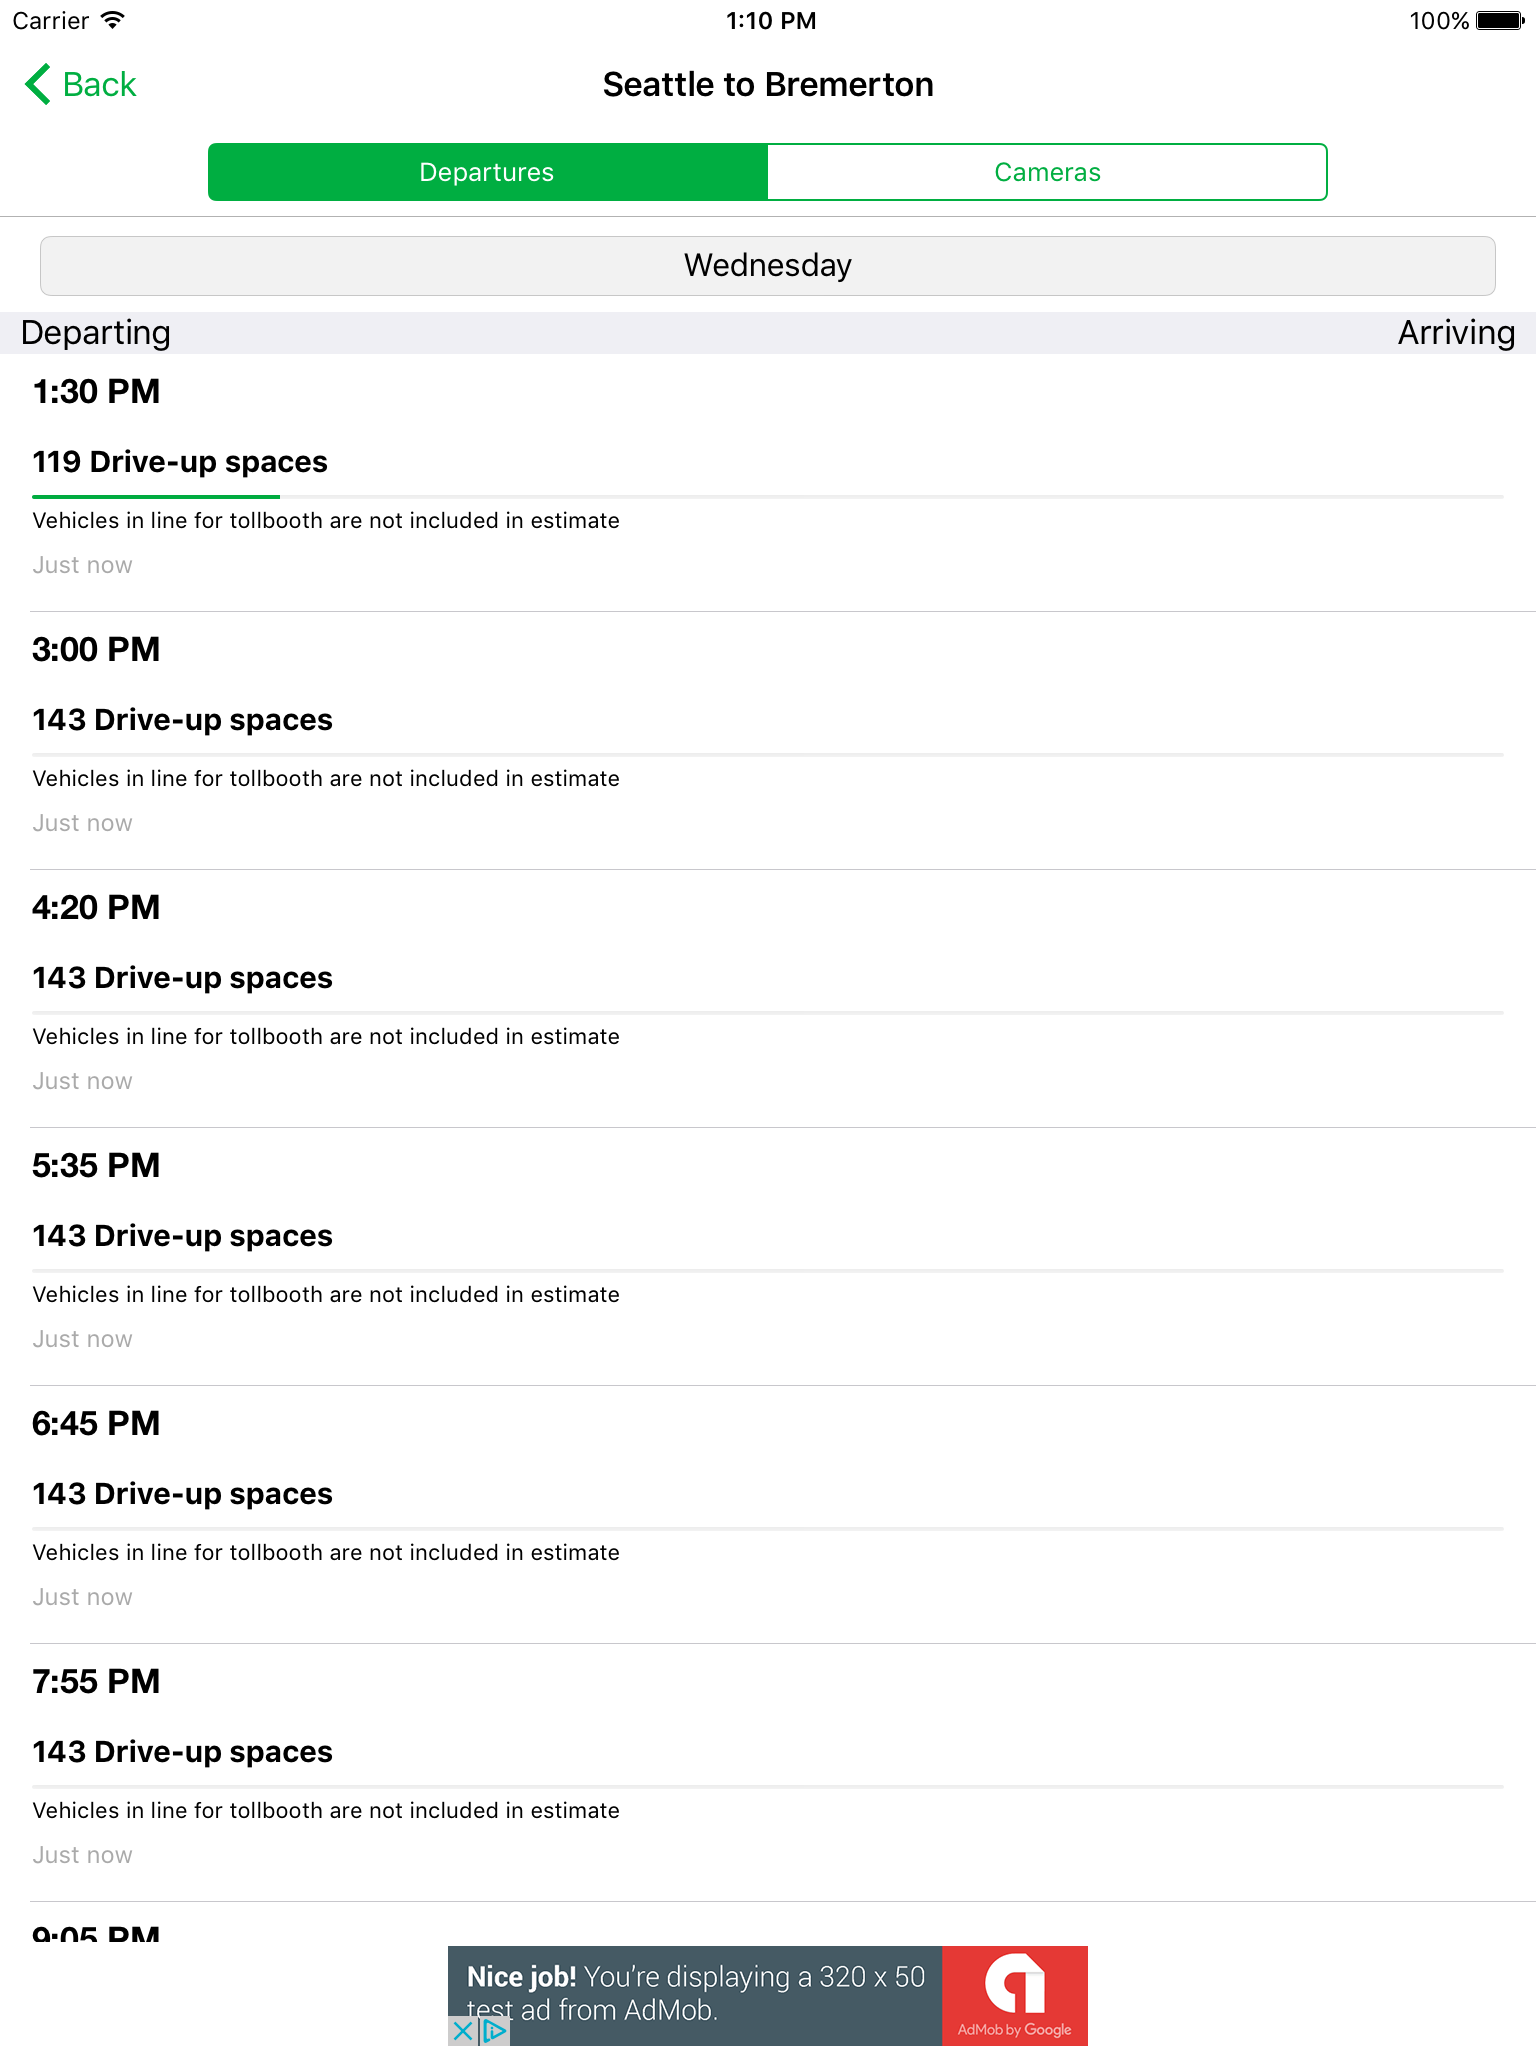 Carrier 1:10 PM 100%
Back Seattle to Bremerton
Departures Cameras
Wednesday
Departing Arriving
1:30 PM
119 Drive-up spaces
Vehicles in line for tollbooth are not included in estimate
Just now
3:00 PM
143 Drive-up spaces
Vehicles in line for tollbooth are not included in estimate
Just now
4:20 PM
143 Drive-up spaces
Vehicles in line for tollbooth are not included in estimate
Just now
5:35 PM
143 Drive-up spaces
Vehicles in line for tollbooth are not included in estimate
Just now
6:45 PM
143 Drive-up spaces
Vehicles in line for tollbooth are not included in estimate
Just now
7:55 PM
143 Drive-up spaces
Vehicles in line for tollbooth are not included in estimate
Just now
9:05 PM
Nice job! You're displaying a 320 x 50
test ad from AdMob.
AdMob by Google